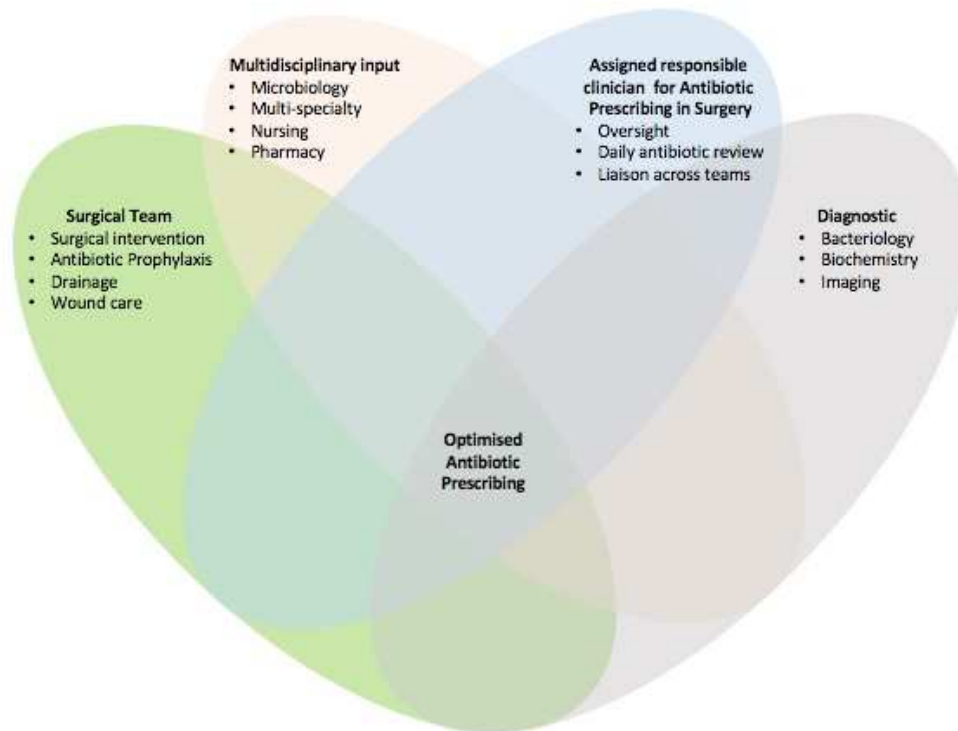 Multidisciplinary input
• Microbiology
• Multi-specialty
• Nursing
• Pharmacy
Assigned responsible
clinician for Antibiotic
Prescribing in Surgery
• Oversight
• Daily antibiotic review
• Liaison across teams
Surgical Team
• Surgical intervention
• Antibiotic Prophylaxis
• Drainage
• Wound care
Diagnostic
• Bacteriology
• Biochemistry
• Imaging
Optimised
Antibiotic
Prescribing